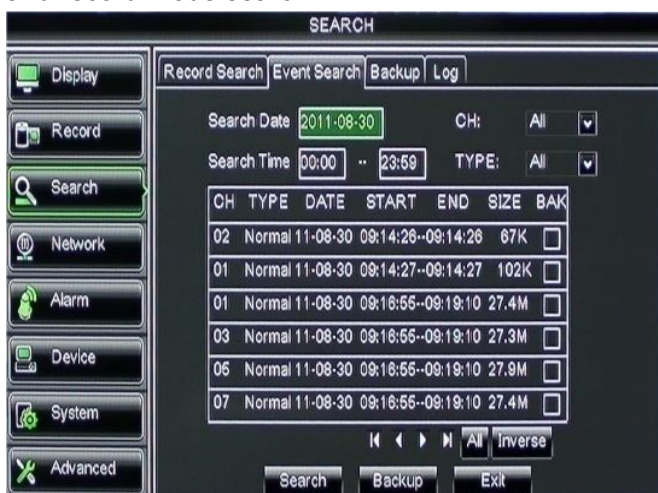 SEARCH
Display
Record
Search
Network
Alarm
Device
System
Advanced
Record Search Event Search Backup Log
Search Date 2011-08-30 CH: All
Search Time 00:00 -- 23:59 TYPE: All
CH TYPE DATE START END SIZE BAK
02 Normal 11-08-30 09:14:26--09:14:26 67K
01 Normal 11-08-30 09:14:27--09:14:27 102K
01 Normal 11-08-30 09:16:55--09:19:10 27.4M
03 Normal 11-08-30 09:16:55--09:19:10 27.3M
05 Normal 11-08-30 09:16:55--09:19:10 27.9M
07 Normal 11-08-30 09:16:55--09:19:10 27.4M
All Inverse
Search Backup Exit